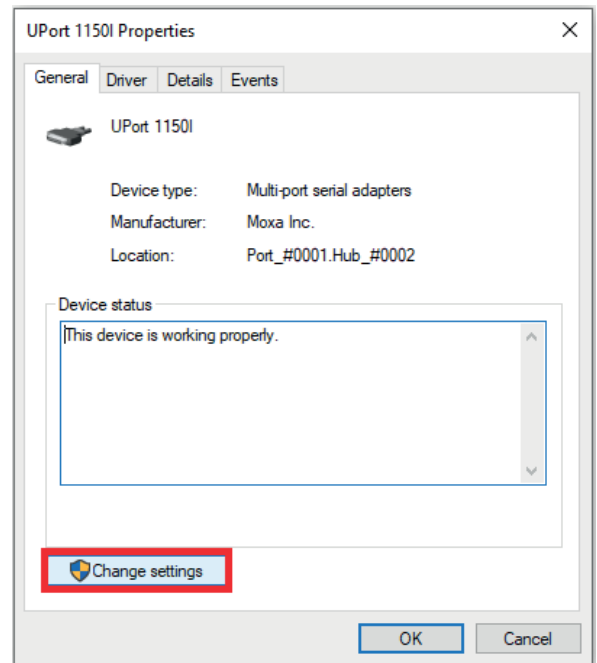 UPort 1150I Properties
General Driver Details Events
UPort 1150I
Device type: Multi-port serial adapters
Manufacturer: Moxa Inc.
Location: Port_#0001.Hub_#0002
Device status
This device is working properly.
Change settings
OK Cancel